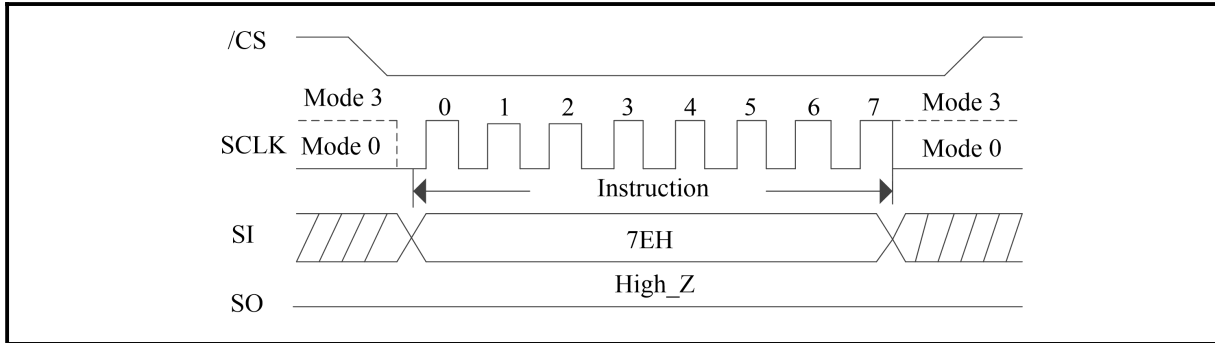 /CS
Mode 3 0 1 2 3 4 5 6 7 Mode 3
SCLK Mode 0 Mode 0
Instruction
SI 7EH
High_Z
SO